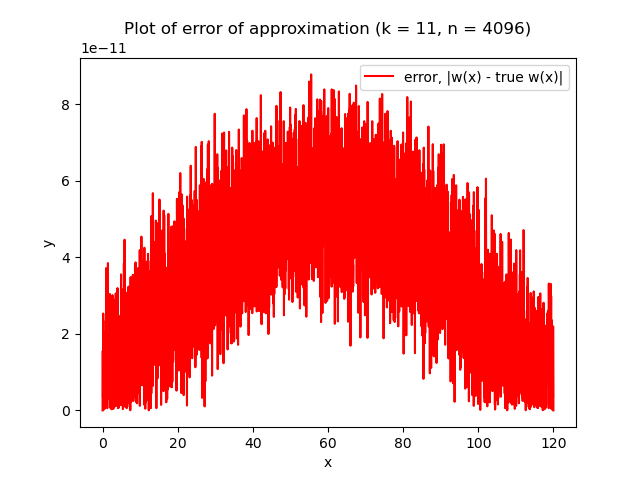 Plot of error of approximation (k = 11, n = 4096)
1e−11
error, |w(x) - true w(x)|
8
6
4
2
0
y
0 20 40 60 80 100 120
x